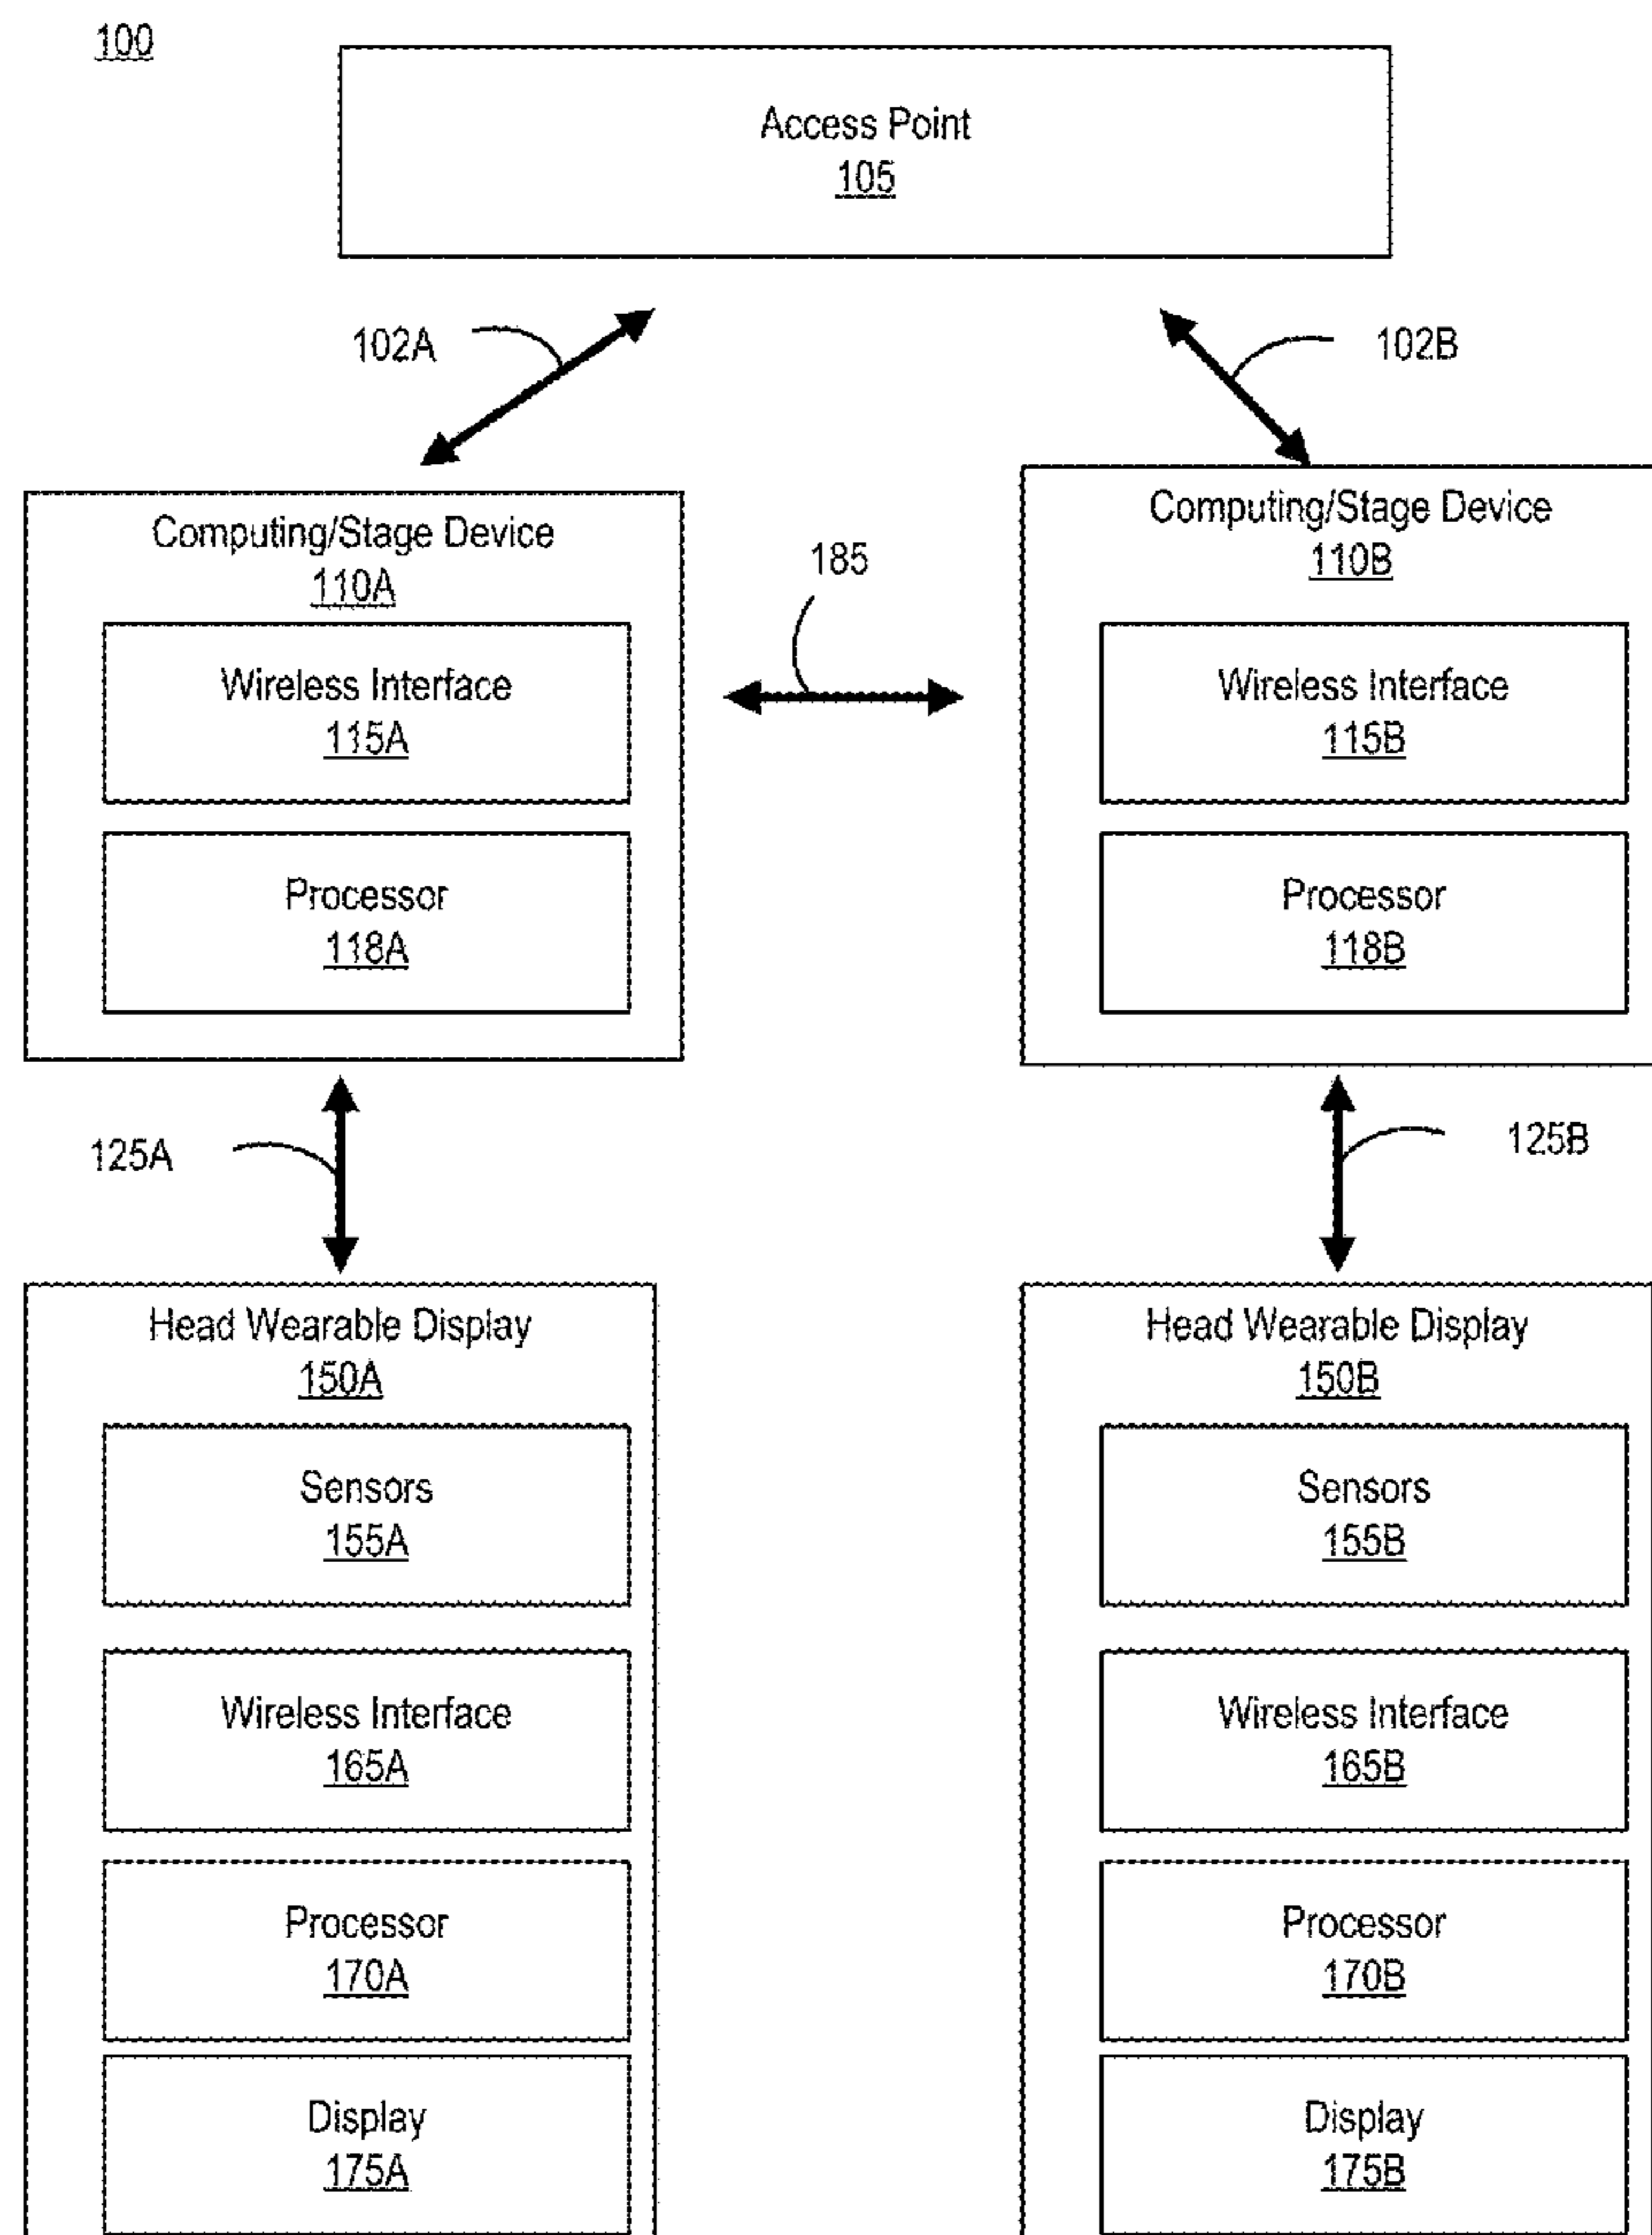 100
Access Point
105
102A
102B
Computing/Stage Device
110A
Wireless Interface
115A
Processor
118A
185
Computing/Stage Device
110B
Wireless Interface
115B
Processor
118B
125A
125B
Head Wearable Display
150A
Sensors
155A
Wireless Interface
165A
Processor
170A
Display
175A
Head Wearable Display
150B
Sensors
155B
Wireless Interface
165B
Processor
170B
Display
175B